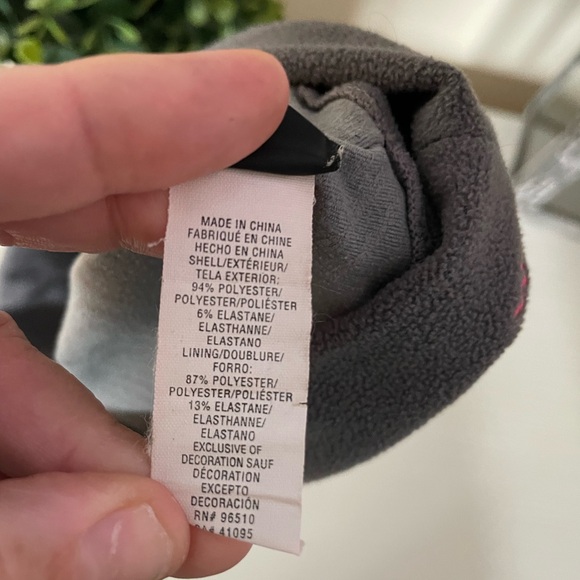 MADE IN CHINA
FABRIQUÉ EN CHINE
HECHO EN CHINA
SHELL/EXTÉRIEUR/
TELA EXTERIOR:
94% POLYESTER/
POLYESTER/POLIÉSTER
6% ELASTANE/
ELASTHANNE/
ELASTANO
LINING/DOUBLURE/
FORRO:
87% POLYESTER/
POLYESTER/POLIÉSTER
13% ELASTANE/
ELASTHANNE/
ELASTANO
EXCLUSIVE OF
DECORATION SAUF
DÉCORATION
EXCEPTO
DECORACIÓN
RN# 96510
CA# 41095